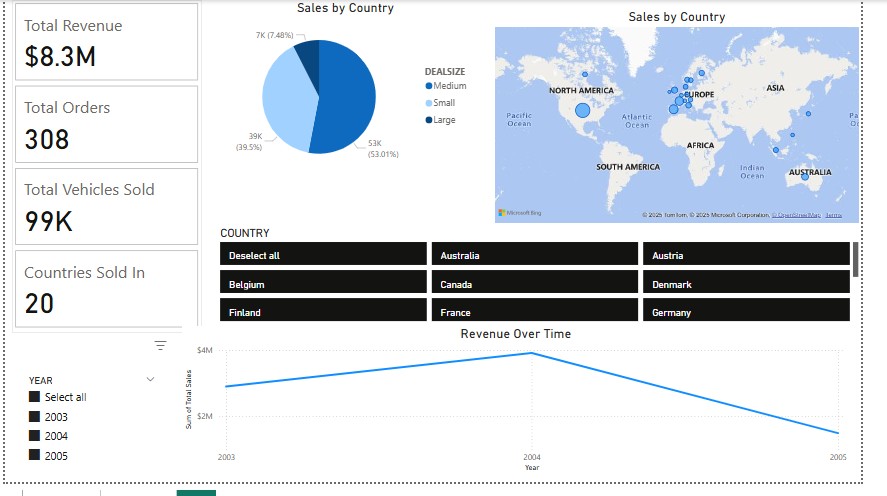 Total Revenue
$8.3M
Total Orders
308
Total Vehicles Sold
99K
Countries Sold In
20
Sales by Country
7K (7.48%)
39K
(39.5%)
53K
(53.01%)
DEALSIZE
Medium
Small
Large
Sales by Country
NORTH AMERICA
EUROPE
ASIA
Pacific
Ocean
Atlantic
Ocean
Pa
O
AFRICA
SOUTH AMERICA
Indian
Ocean
AUSTRALIA
Microsoft Bing
© 2025 TomTom, © 2025 Microsoft Corporation, © OpenStreetMap Terms
COUNTRY
Deselect all
Australia
Austria
Belgium
Canada
Denmark
Finland
France
Germany
YEAR
Select all
2003
2004
2005
Revenue Over Time
Sum of Total Sales
$4M
$2M
2003
2004
2005
Year